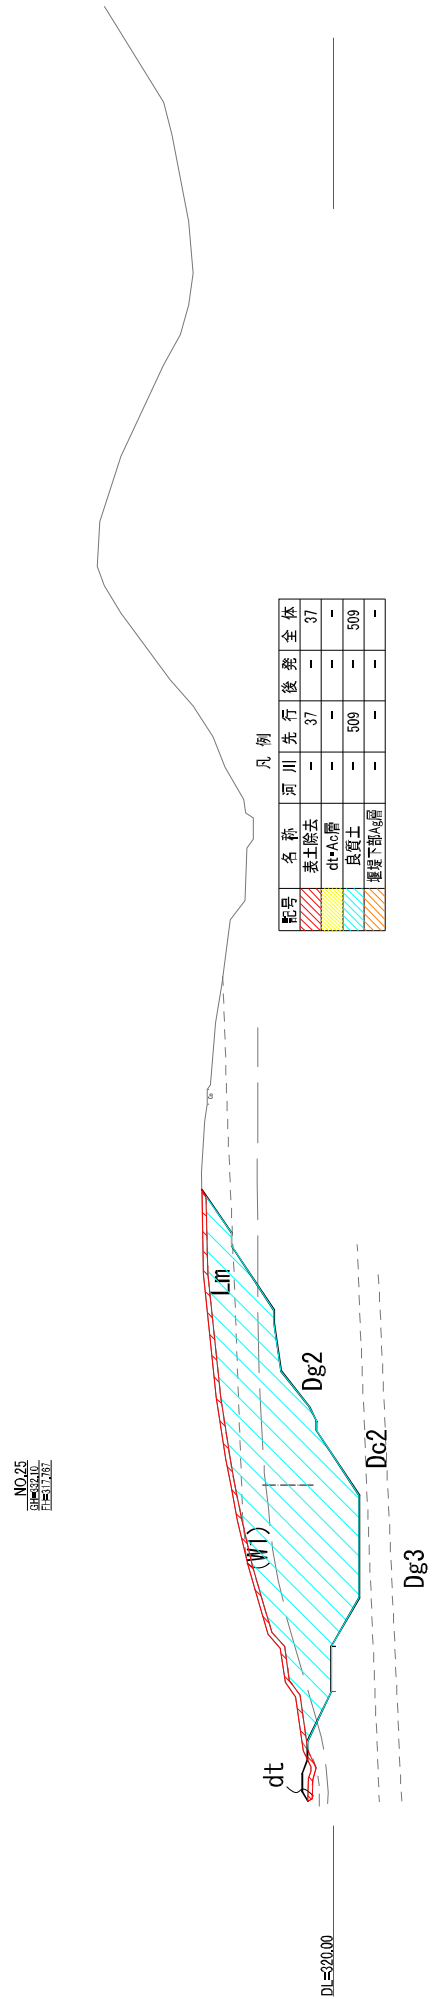 NO.25
GH=332.10
FH=317.767
凡 例
記号 名 称 河 川 先 行 後 発 全 体
表土除去 - 37 - 37
dt・Ac層 - - - -
良質土 - 509 - 509
堰堤下部Ag層 - - - -
Lm
Dg2
(W1)
Dc2
Dg3
dt
DL=320.00